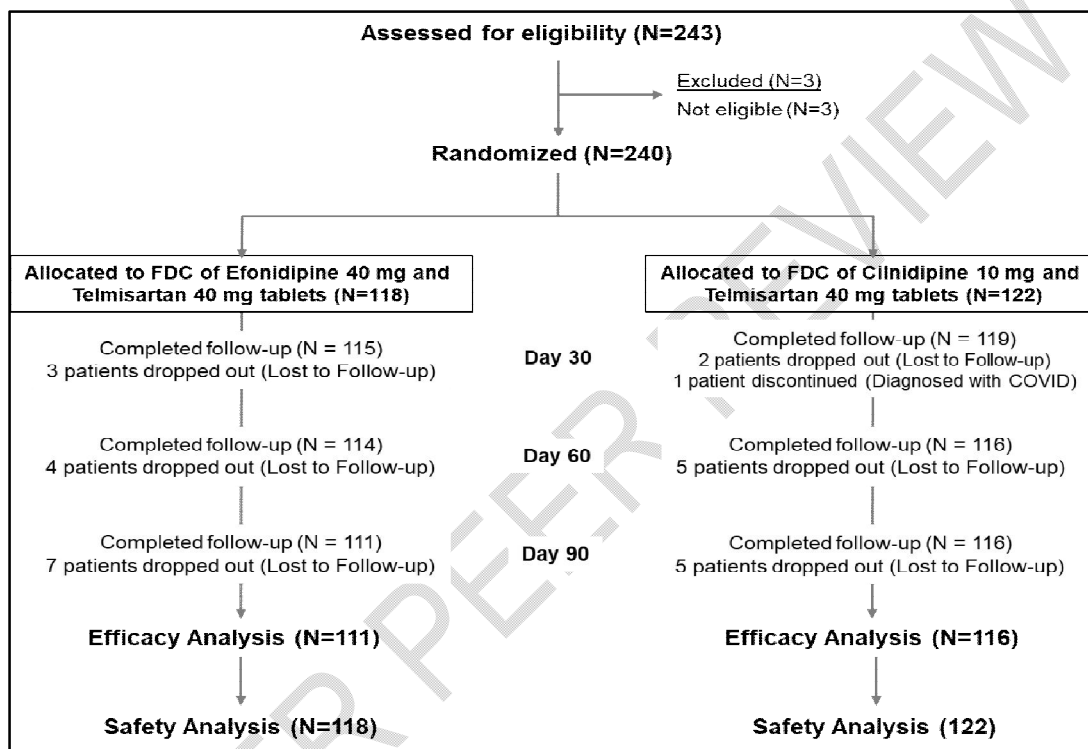 Assessed for eligibility (N=243)
Excluded (N=3)
Not eligible (N=3)
Randomized (N=240)
Allocated to FDC of Efonidipine 40 mg and
Telmisartan 40 mg tablets (N=118)
Allocated to FDC of Cilnidipine 10 mg and
Telmisartan 40 mg tablets (N=122)
Completed follow-up (N = 115)
3 patients dropped out (Lost to Follow-up)
Day 30
Completed follow-up (N = 119)
2 patients dropped out (Lost to Follow-up)
1 patient discontinued (Diagnosed with COVID)
Completed follow-up (N = 114)
4 patients dropped out (Lost to Follow-up)
Day 60
Completed follow-up (N = 116)
5 patients dropped out (Lost to Follow-up)
Completed follow-up (N = 111)
7 patients dropped out (Lost to Follow-up)
Day 90
Completed follow-up (N = 116)
5 patients dropped out (Lost to Follow-up)
Efficacy Analysis (N=111)
Efficacy Analysis (N=116)
Safety Analysis (N=118)
Safety Analysis (122)
ER PEER REVIEW